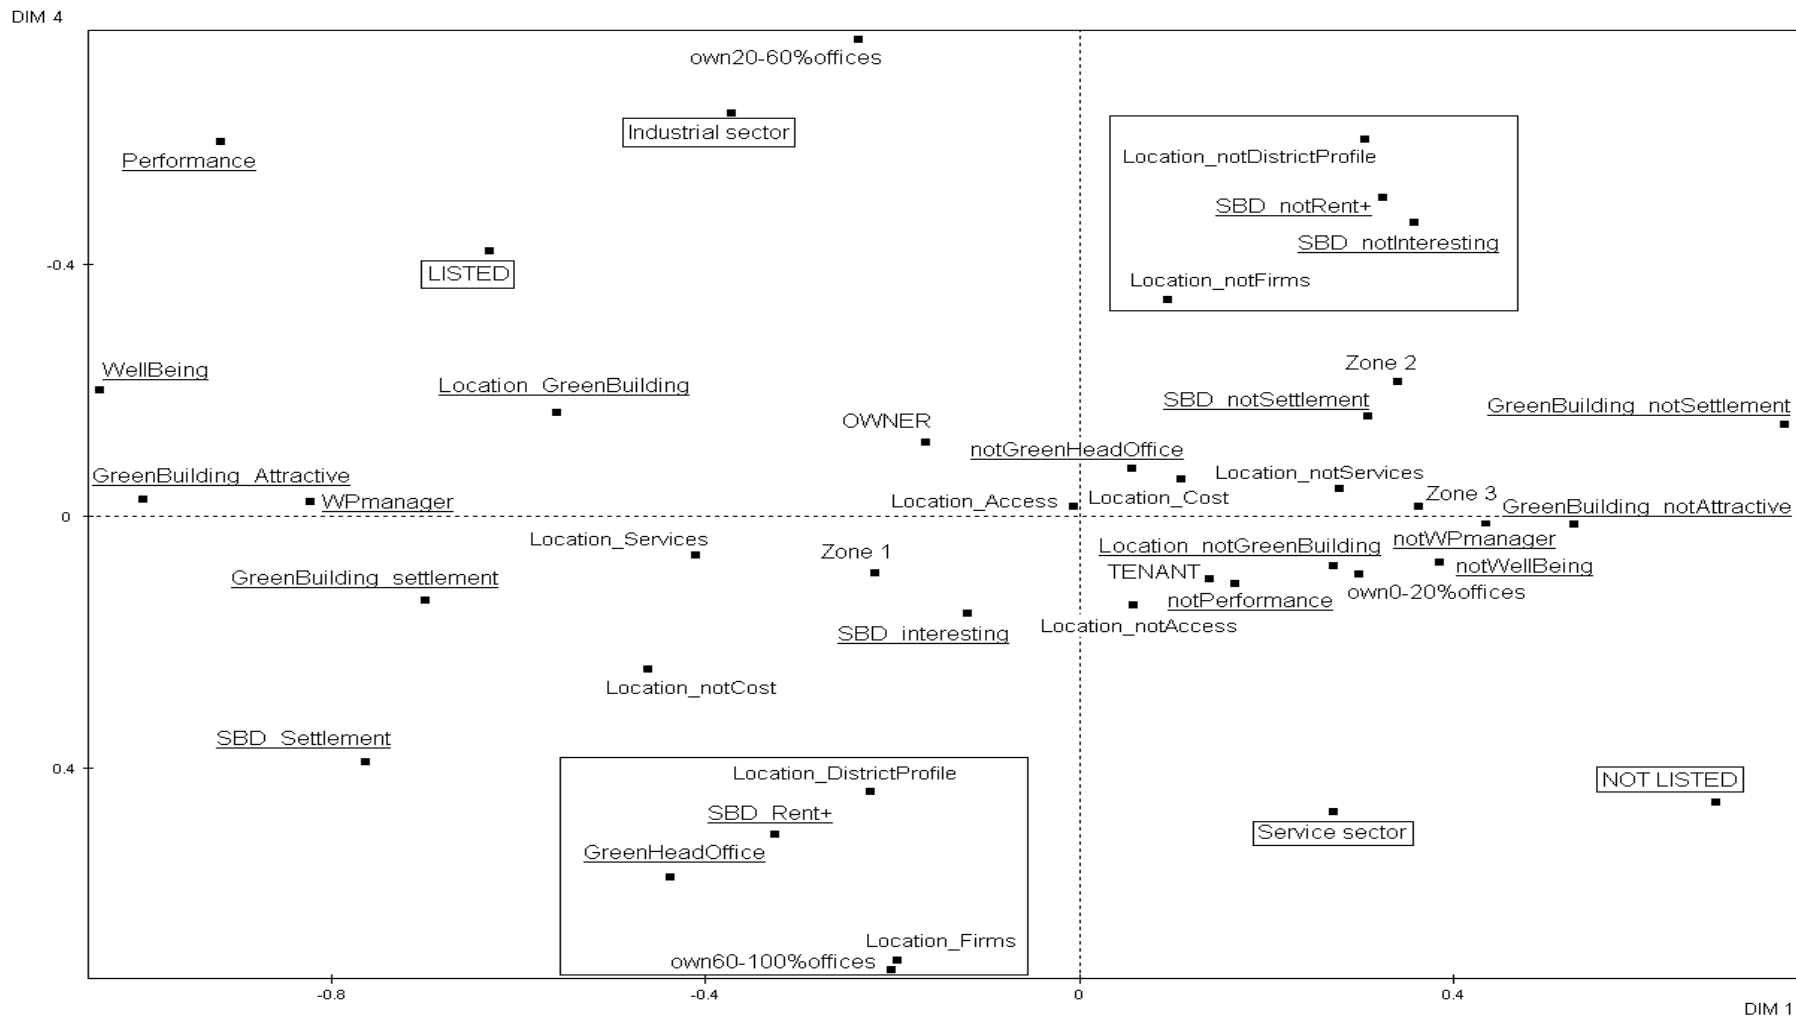 DIM 4
own20-60%offices
Industrial sector
Performance
Location_notDistrictProfile
SBD_notRent+
SBD_notInteresting
-0.4
LISTED
Location_notFirms
WellBeing
Location_GreenBuilding
Zone 2
SBD_notSettlement
GreenBuilding_notSettlement
OWNER
notGreenHeadOffice
GreenBuilding_Attractive
WPmanager
Location_Access
Location_Cost
Location_notServices
Zone 3
GreenBuilding_notAttractive
0
Location_Services
Zone 1
Location_notGreenBuilding
notWPmanager
GreenBuilding_settlement
TENANT
notWellBeing
notPerformance
own0-20%offices
SBD_interesting
Location_notAccess
Location_notCost
SBD_Settlement
0.4
Location_DistrictProfile
NOT LISTED
SBD_Rent+
Service sector
GreenHeadOffice
Location_Firms
own60-100%offices
-0.8
-0.4
0
0.4
DIM 1